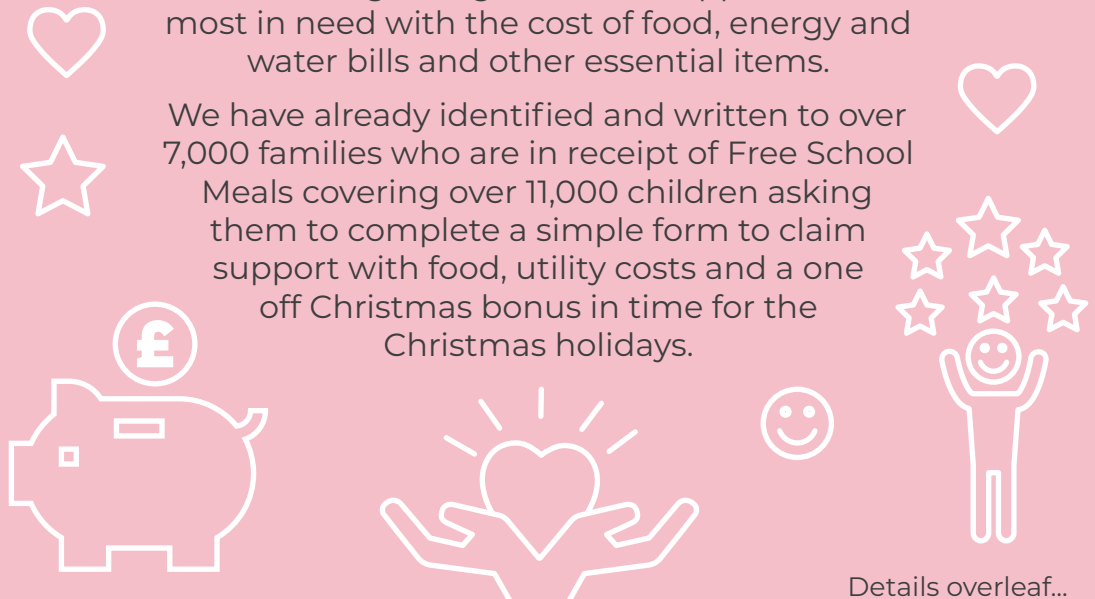 most in need with the cost of food, energy and
water bills and other essential items.
We have already identified and written to over
7,000 families who are in receipt of Free School
Meals covering over 11,000 children asking
them to complete a simple form to claim
support with food, utility costs and a one
off Christmas bonus in time for the
Christmas holidays.
£
Details overleaf...